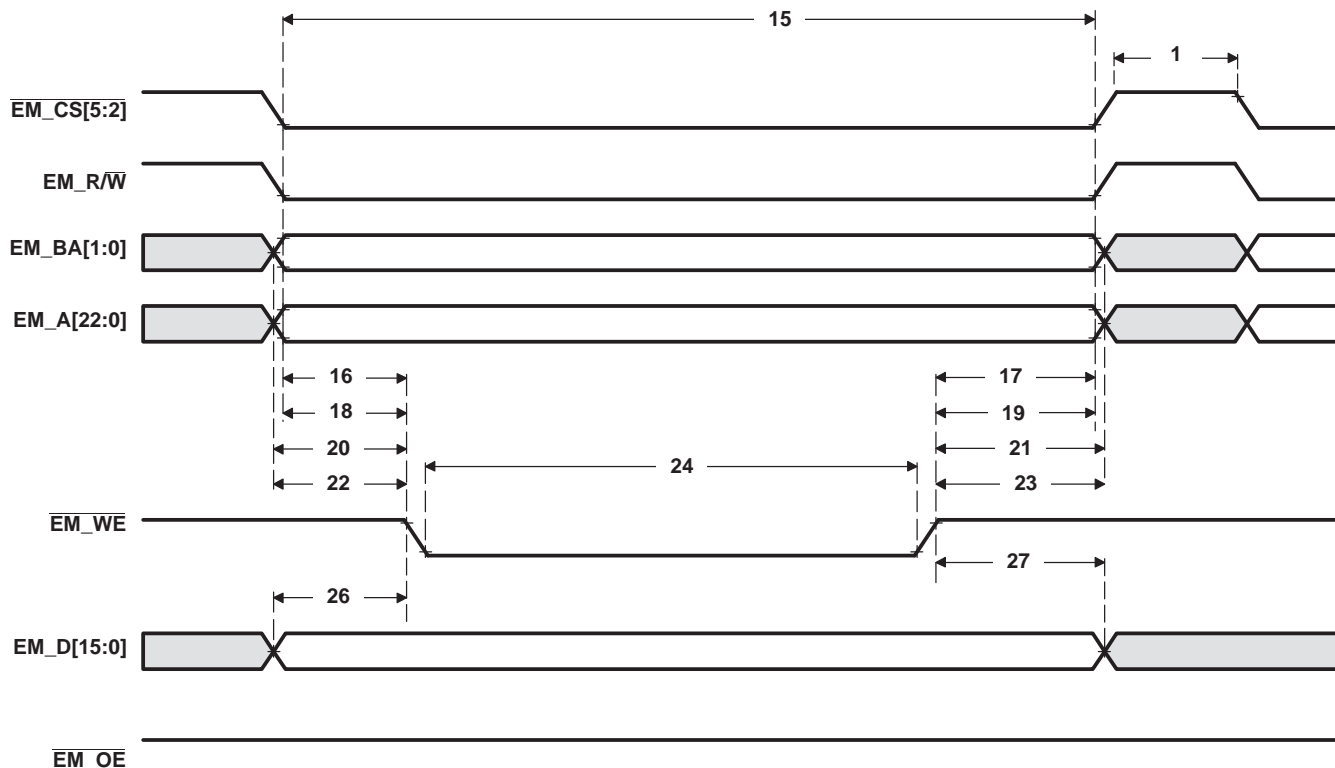 15
1
EM_CS[5:2]
EM_R/W
EM_BA[1:0]
EM_A[22:0]
16
17
18
19
20
21
24
22
23
EM_WE
27
26
EM_D[15:0]
EM_OE